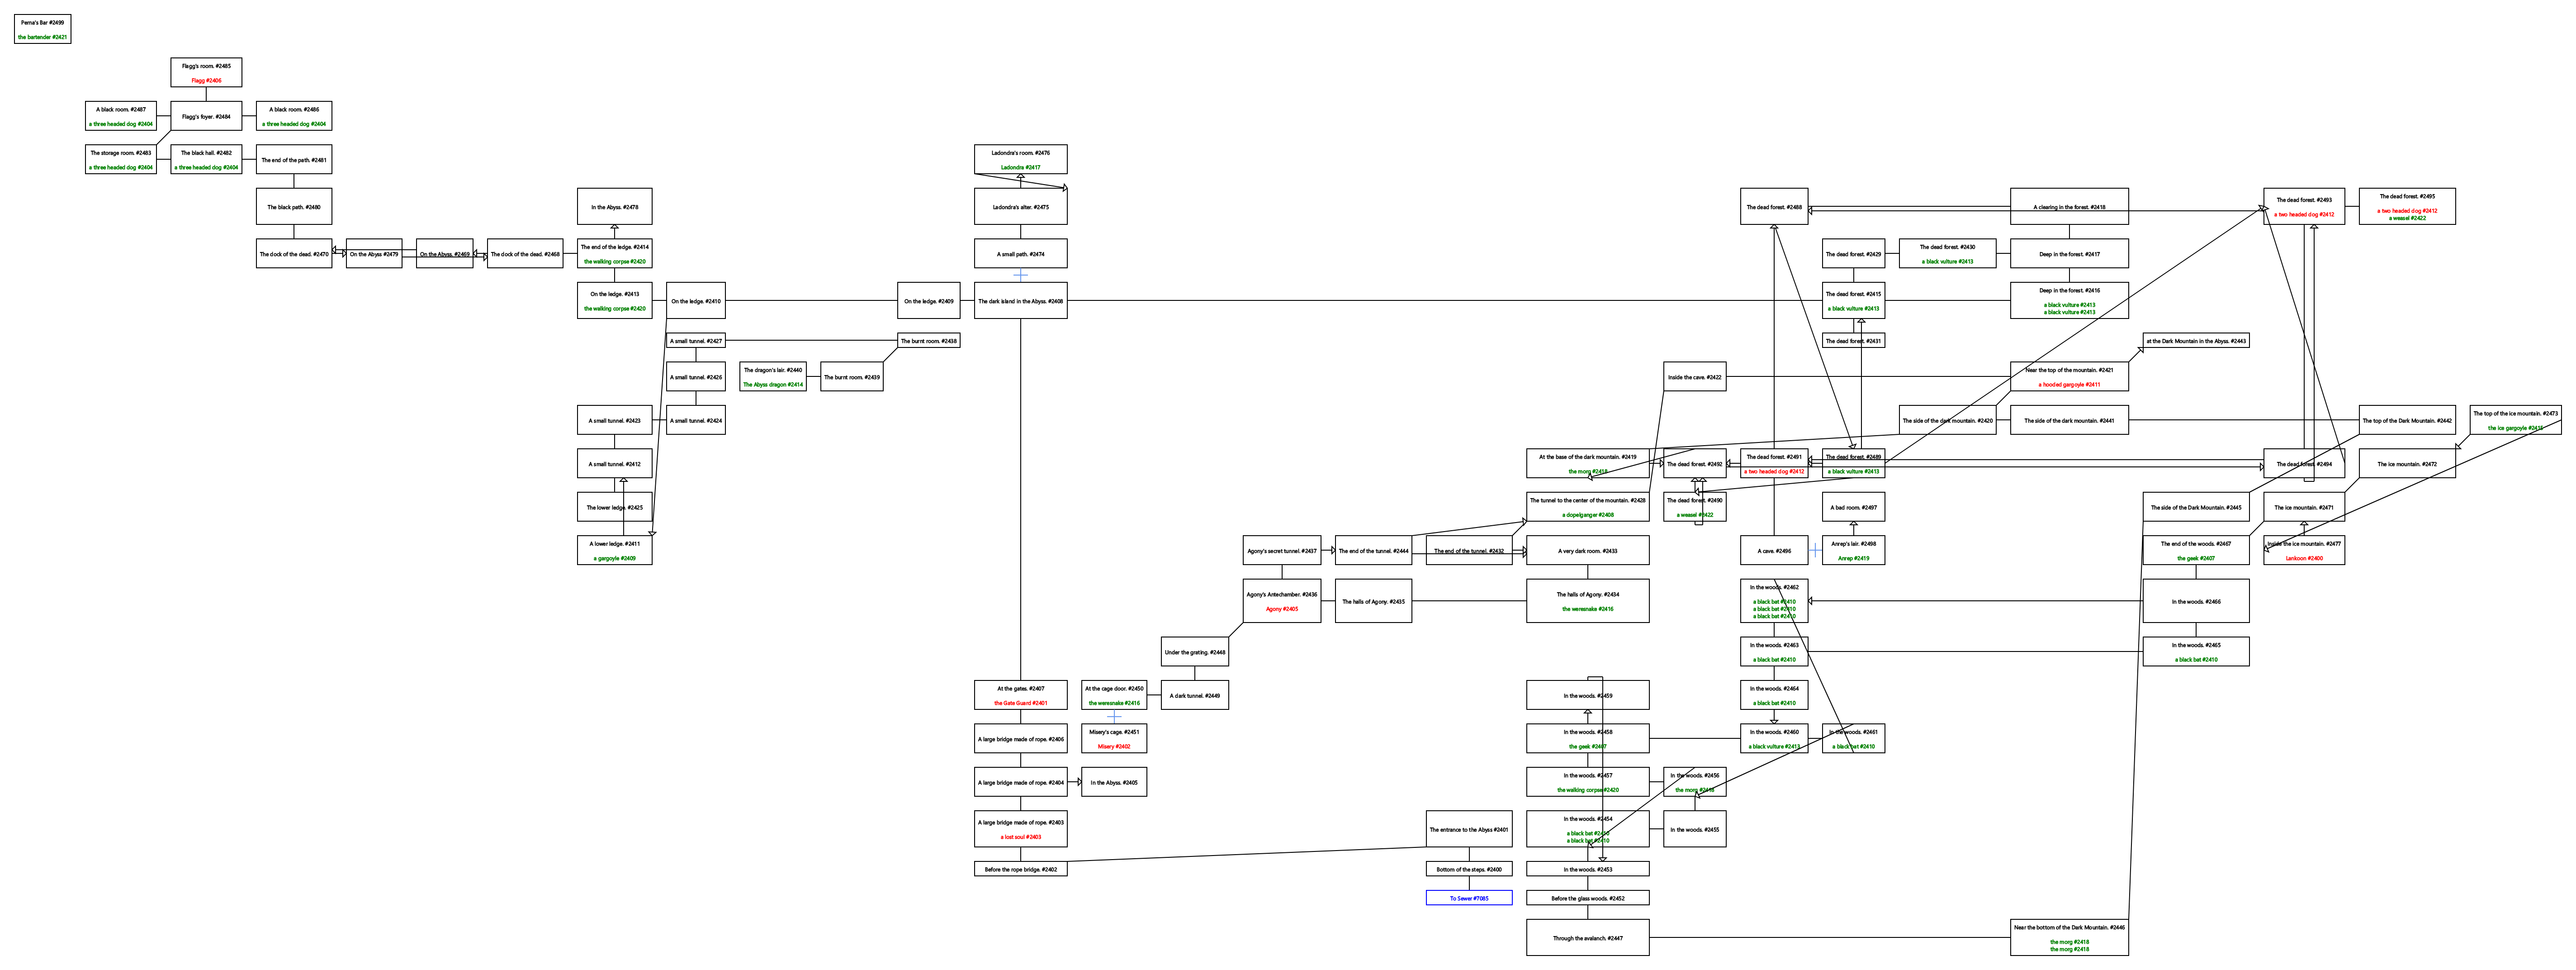 Perna's Bar #2499
the bartender #2421
Flagg's room. #2485
Flagg #2406
A black room. #2487
a three headed dog #2404
Flagg's foyer. #2484
A black room. #2486
a three headed dog #2404
The storage room. #2483
a three headed dog #2404
The black hall. #2482
a three headed dog #2404
The end of the path. #2481
Ladondra's room. #2476
Ladondra #2417
The black path. #2480
In the Abyss. #2478
Ladondra's alter. #2475
The dead forest. #2488
A clearing in the forest. #2418
The dead forest. #2493
a two headed dog #2412
The dead forest. #2495
a two headed dog #2412
a weasel #2422
The dock of the dead. #2470
On the Abyss #2479
On the Abyss. #2469
The dock of the dead. #2468
The end of the ledge. #2414
the walking corpse #2420
A small path. #2474
The dead forest. #2429
The dead forest. #2430
a black vulture #2413
Deep in the forest. #2417
On the ledge. #2413
the walking corpse #2420
On the ledge. #2410
On the ledge. #2409
The dark island in the Abyss. #2408
The dead forest. #2415
a black vulture #2413
Deep in the forest. #2416
a black vulture #2413
a black vulture #2413
A small tunnel. #2427
The burnt room. #2438
The dead forest. #2431
at the Dark Mountain in the Abyss. #2443
A small tunnel. #2426
The dragon's lair. #2440
The Abyss dragon #2414
The burnt room. #2439
Inside the cave. #2422
Near the top of the mountain. #2421
a hooded gargoyle #2411
A small tunnel. #2423
A small tunnel. #2424
The side of the dark mountain. #2420
The side of the dark mountain. #2441
The top of the Dark Mountain. #2442
The top of the ice mountain. #2473
the ice gargoyle #2415
A small tunnel. #2412
At the base of the dark mountain. #2419
the morg #2418
The dead forest. #2492
The dead forest. #2491
a two headed dog #2412
The dead forest. #2489
a black vulture #2413
The dead forest. #2494
The ice mountain. #2472
The lower ledge. #2425
The tunnel to the center of the mountain. #2428
a dopelganger #2408
The dead forest. #2490
a weasel #2422
A bad room. #2497
The side of the Dark Mountain. #2445
The ice mountain. #2471
A lower ledge. #2411
a gargoyle #2409
Agony's secret tunnel. #2437
The end of the tunnel. #2444
The end of the tunnel. #2432
A very dark room. #2433
A cave. #2496
Anrep's lair. #2498
Anrep #2419
The end of the woods. #2467
the geek #2407
Inside the ice mountain. #2477
Lankoon #2400
Agony's Antechamber. #2436
Agony #2405
The halls of Agony. #2435
The halls of Agony. #2434
the weresnake #2416
In the woods. #2462
a black bat #2410
a black bat #2410
a black bat #2410
In the woods. #2466
Under the grating. #2448
In the woods. #2463
a black bat #2410
In the woods. #2465
a black bat #2410
At the gates. #2407
the Gate Guard #2401
At the cage door. #2450
the weresnake #2416
A dark tunnel. #2449
In the woods. #2459
In the woods. #2464
a black bat #2410
A large bridge made of rope. #2406
Misery's cage. #2451
Misery #2402
In the woods. #2458
the geek #2407
In the woods. #2460
a black vulture #2413
In the woods. #2461
a black bat #2410
A large bridge made of rope. #2404
In the Abyss. #2405
In the woods. #2457
the walking corpse #2420
In the woods. #2456
the morg #2418
A large bridge made of rope. #2403
a lost soul #2403
The entrance to the Abyss #2401
In the woods. #2454
a black bat #2410
a black bat #2410
In the woods. #2455
Before the rope bridge. #2402
Bottom of the steps. #2400
In the woods. #2453
To Sewer #7085
Before the glass woods. #2452
Through the avalanch. #2447
Near the bottom of the Dark Mountain. #2446
the morg #2418
the morg #2418